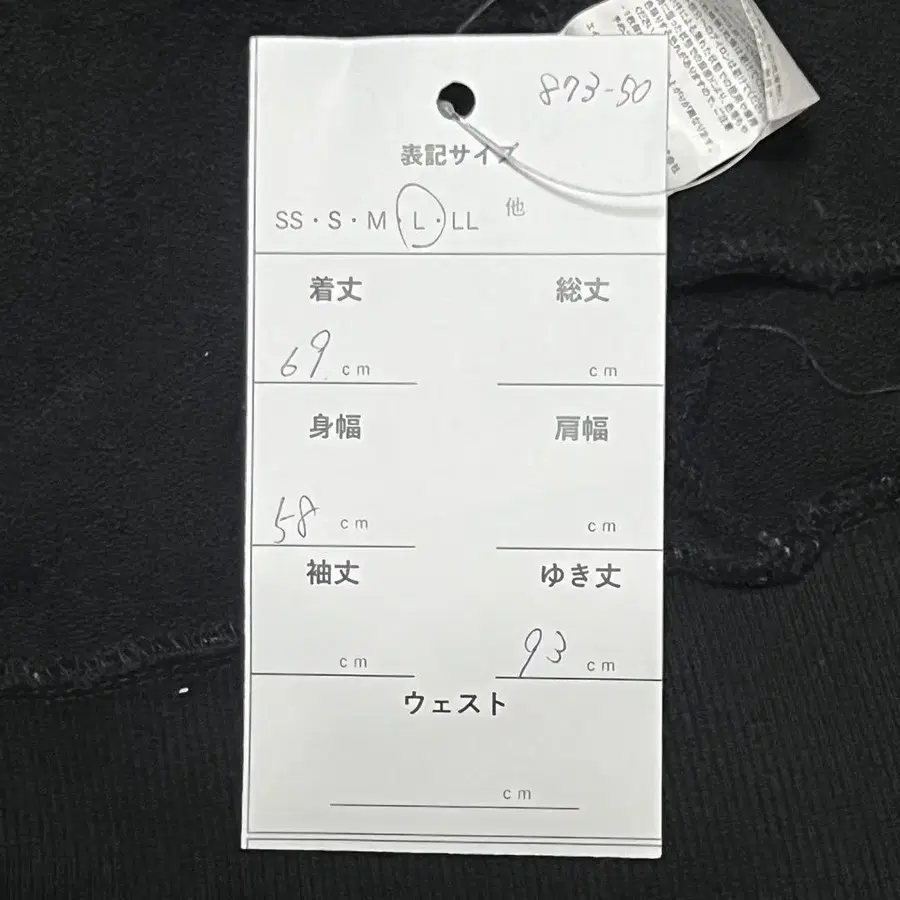 873-50
表記サイズ
SS・S・M・L・LL 他
着丈 総丈
69 cm cm
身幅 肩幅
58 cm cm
袖丈 ゆき丈
cm 93 cm
ウェスト
cm